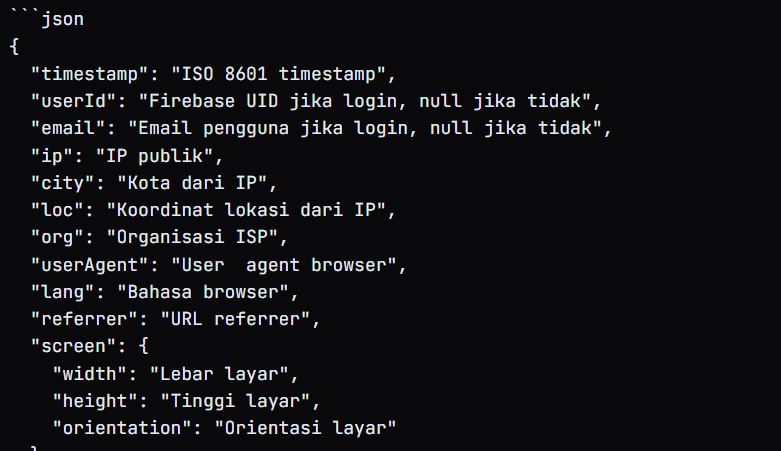 ```json
{
  "timestamp": "ISO 8601 timestamp",
  "userId": "Firebase UID jika login, null jika tidak",
  "email": "Email pengguna jika login, null jika tidak",
  "ip": "IP publik",
  "city": "Kota dari IP",
  "loc": "Koordinat lokasi dari IP",
  "org": "Organisasi ISP",
  "userAgent": "User  agent browser",
  "lang": "Bahasa browser",
  "referrer": "URL referrer",
  "screen": {
    "width": "Lebar layar",
    "height": "Tinggi layar",
    "orientation": "Orientasi layar"